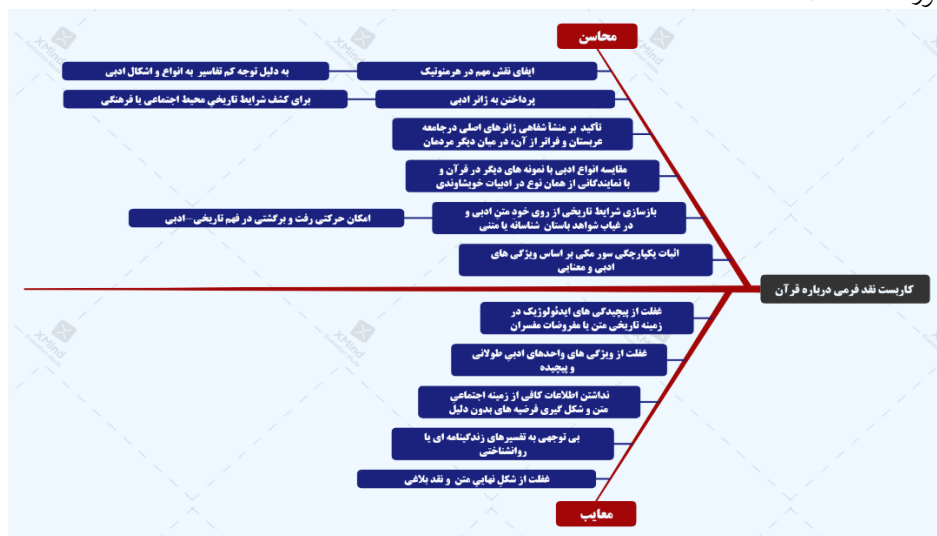 محاسن
ایفای نقش مهم در هرمنوتیک
به دلیل توجه کم تفاسیر به انواع و اشکال ادبی
پرداختن به ژانر ادبی
برای کشف شرایط تاریخی محیط اجتماعی یا فرهنگی
تأکید بر منشأ شفاهی ژانرهای اصلی درجامعه
عربستان و فراتر از آن، در میان دیگر مردمان
مقایسه انواع ادبی با نمونه های دیگر در قرآن و
با نمایندگانی از همان نوع در ادبیات خویشاوندی
بازسازی شرایط تاریخی از روی خود متن ادبی و
در غیاب شواهد باستان شناسانه یا متنی
امکان حرکتی رفت و برگشتی در فهم تاریخی-ادبی
اثبات یکپارچگی سور مکی بر اساس ویژگی های
ادبی و معنایی
کاربست نقد فرمی درباره قرآن
غفلت از پیچیدگی های ایدئولوژیک در
زمینه تاریخی متن یا مفروضات مفسران
غفلت از ویژگی های واحدهای ادبی طولانی
و پیچیده
نداشتن اطلاعات کافی از زمینه اجتماعی
متن و شکل گیری فرضیه های بدون دلیل
بی توجهی به تفسیرهای زندگینامه ای یا
روانشناختی
غفلت از شکل نهایی متن و نقد بلاغی
معایب
XMind
XMind
XMind
XMind